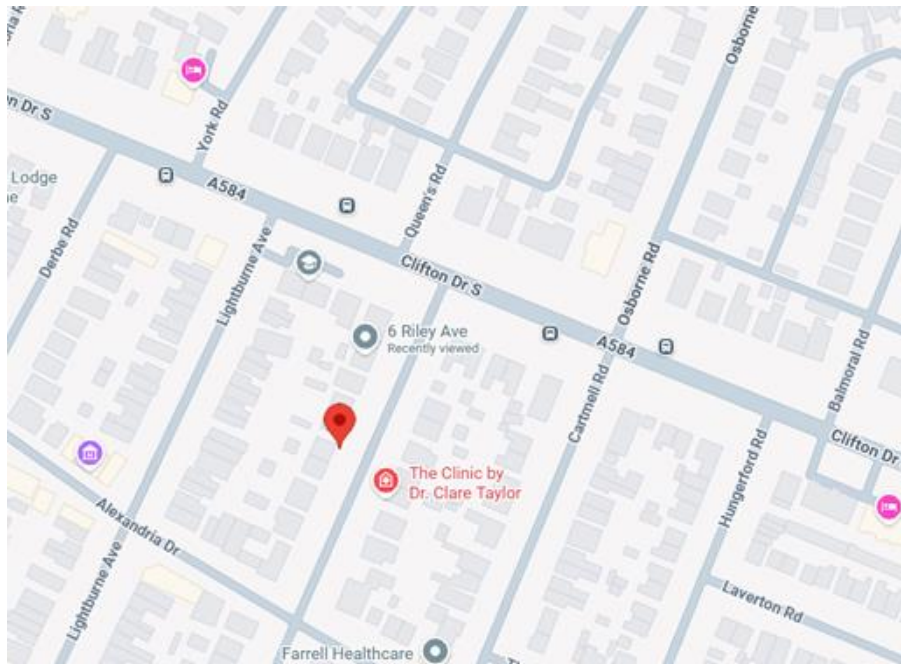 York Rd
Osborne
on Dr S
Lodge
A584
Queen's Rd
Derbe Rd
Lightburne Ave
Clifton Dr S
Osborne Rd
6 Riley Ave
Recently viewed
A584
Balmoral Rd
Cartmell Rd
Clifton Dr
The Clinic by
Dr. Clare Taylor
Hungerford Rd
Alexandria Dr
Lightburne Ave
Laverton Rd
Farrell Healthcare